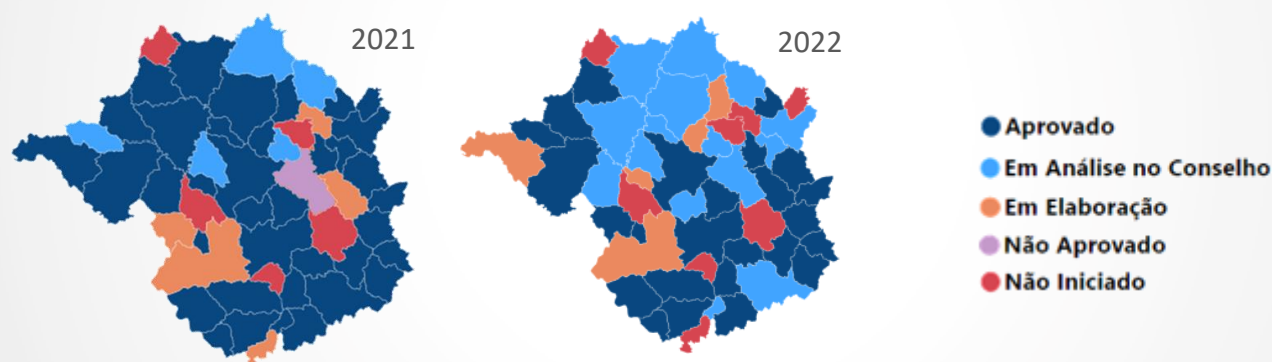 2021
2022
Aprovado
Em Análise no Conselho
Em Elaboração
Não Aprovado
Não Iniciado